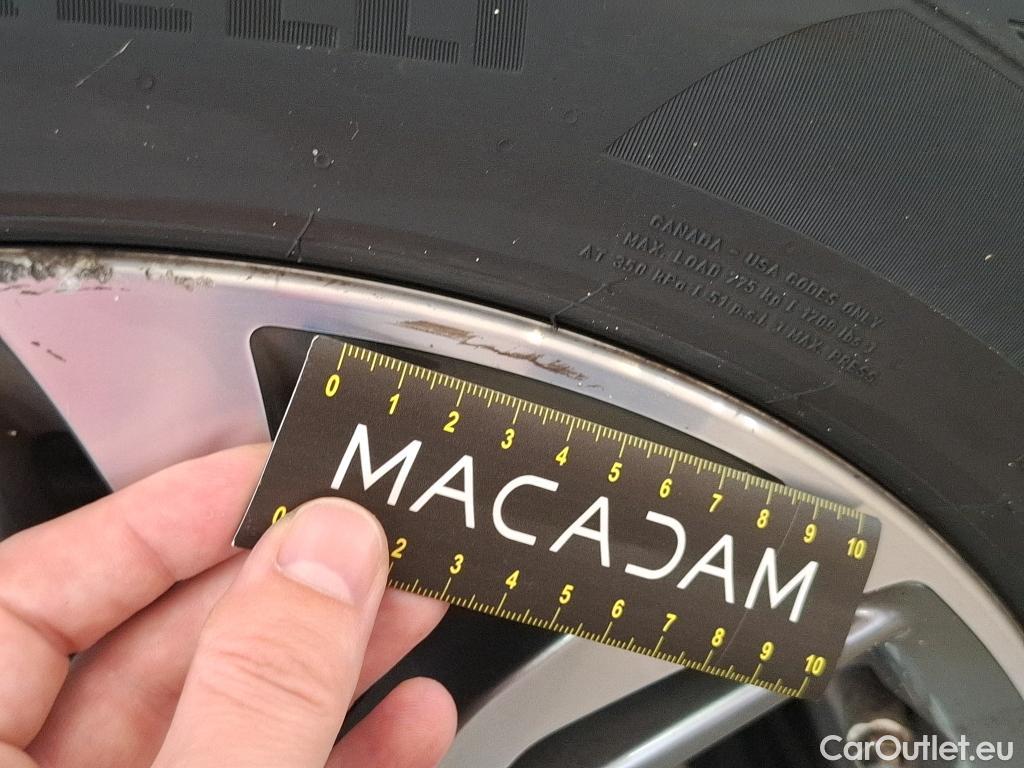 CANADA - USA CODES ONLY
MAX. LOAD 775 kg [ 1709 lbs ]
AT 350 kPa [ 51 p.s.i. ] MAX. PRESS
0 1 2 3 4 5 6 7 8 9 10
MACADAM
0 2 3 4 5 6 7 8 9 10
CarOutlet.eu